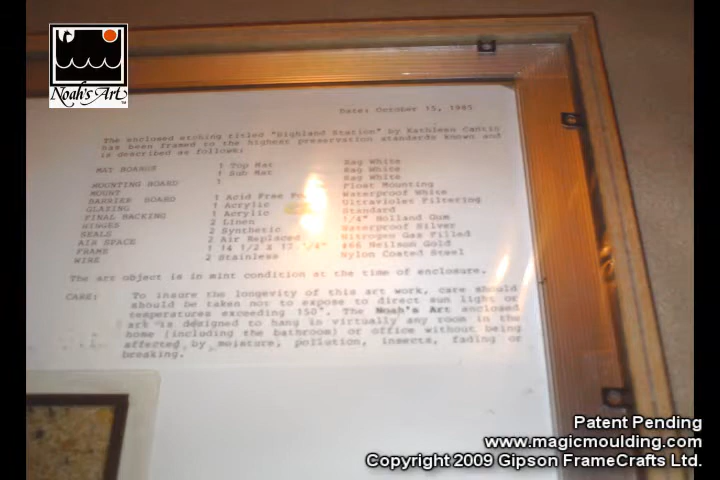 Noah's Art
Date: October 15, 1985
The enclosed etching titled "Highland Station" by Kathleen Cantin
has been framed to the highest preservation standards known and
is described as follows:
MAT BOARDS 1 Top Mat Rag White
1 Sub Mat Rag White
MOUNTING BOARD 1 Rag White
MOUNT Float Mounting
BARRIER BOARD 1 Acid Free Waterproof White
GLAZING 1 Acrylic Ultraviolet Filtering
FINAL BACKING 1 Acrylic Standard
HINGES 2 Linen 1/4" Holland Gum
SEALS 2 Synthetic Waterproof Silver
AIR SPACE 2 Air Replaced Nitrogen Gas Filled
FRAME 1 14 1/2 X #66 Neilson Gold
WIRE 2 Stainless Nylon Coated Steel
The art object is in mint condition at the time of enclosure.
CARE: To insure the longevity of this art work, care should
should be taken not to expose to direct sun light or
temperatures exceeding 150°. The Noah's Art enclosed
art is designed to hang in virtually any room in the
home (including the bathroom) or office without being
affected by moisture, pollution, insects, fading or
breaking.
Patent Pending
www.magicmoulding.com
Copyright 2009 Gipson FrameCrafts Ltd.